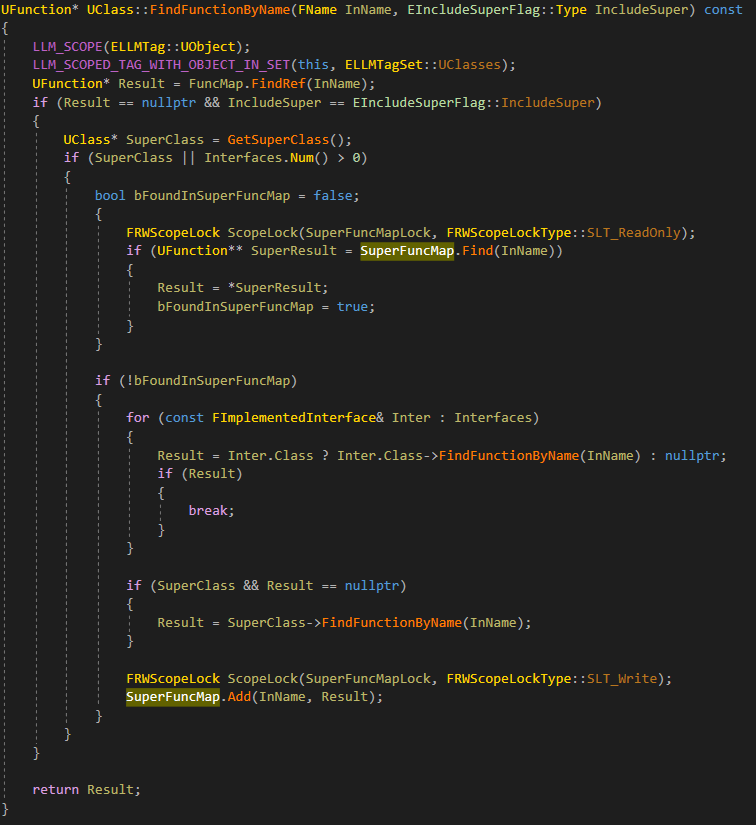 UFunction* UClass::FindFunctionByName(FName InName, EIncludeSuperFlag::Type IncludeSuper) const
{
    LLM_SCOPE(ELLMTag::UObject);
    LLM_SCOPED_TAG_WITH_OBJECT_IN_SET(this, ELLMTagSet::UClasses);
    UFunction* Result = FuncMap.FindRef(InName);
    if (Result == nullptr && IncludeSuper == EIncludeSuperFlag::IncludeSuper)
    {
        UClass* SuperClass = GetSuperClass();
        if (SuperClass || Interfaces.Num() > 0)
        {
            bool bFoundInSuperFuncMap = false;
            {
                FRWScopeLock ScopeLock(SuperFuncMapLock, FRWScopeLockType::SLT_ReadOnly);
                if (UFunction** SuperResult = SuperFuncMap.Find(InName))
                {
                    Result = *SuperResult;
                    bFoundInSuperFuncMap = true;
                }
            }

            if (!bFoundInSuperFuncMap)
            {
                for (const FImplementedInterface& Inter : Interfaces)
                {
                    Result = Inter.Class ? Inter.Class->FindFunctionByName(InName) : nullptr;
                    if (Result)
                    {
                        break;
                    }
                }

                if (SuperClass && Result == nullptr)
                {
                    Result = SuperClass->FindFunctionByName(InName);
                }

                FRWScopeLock ScopeLock(SuperFuncMapLock, FRWScopeLockType::SLT_Write);
                SuperFuncMap.Add(InName, Result);
            }
        }
    }

    return Result;
}